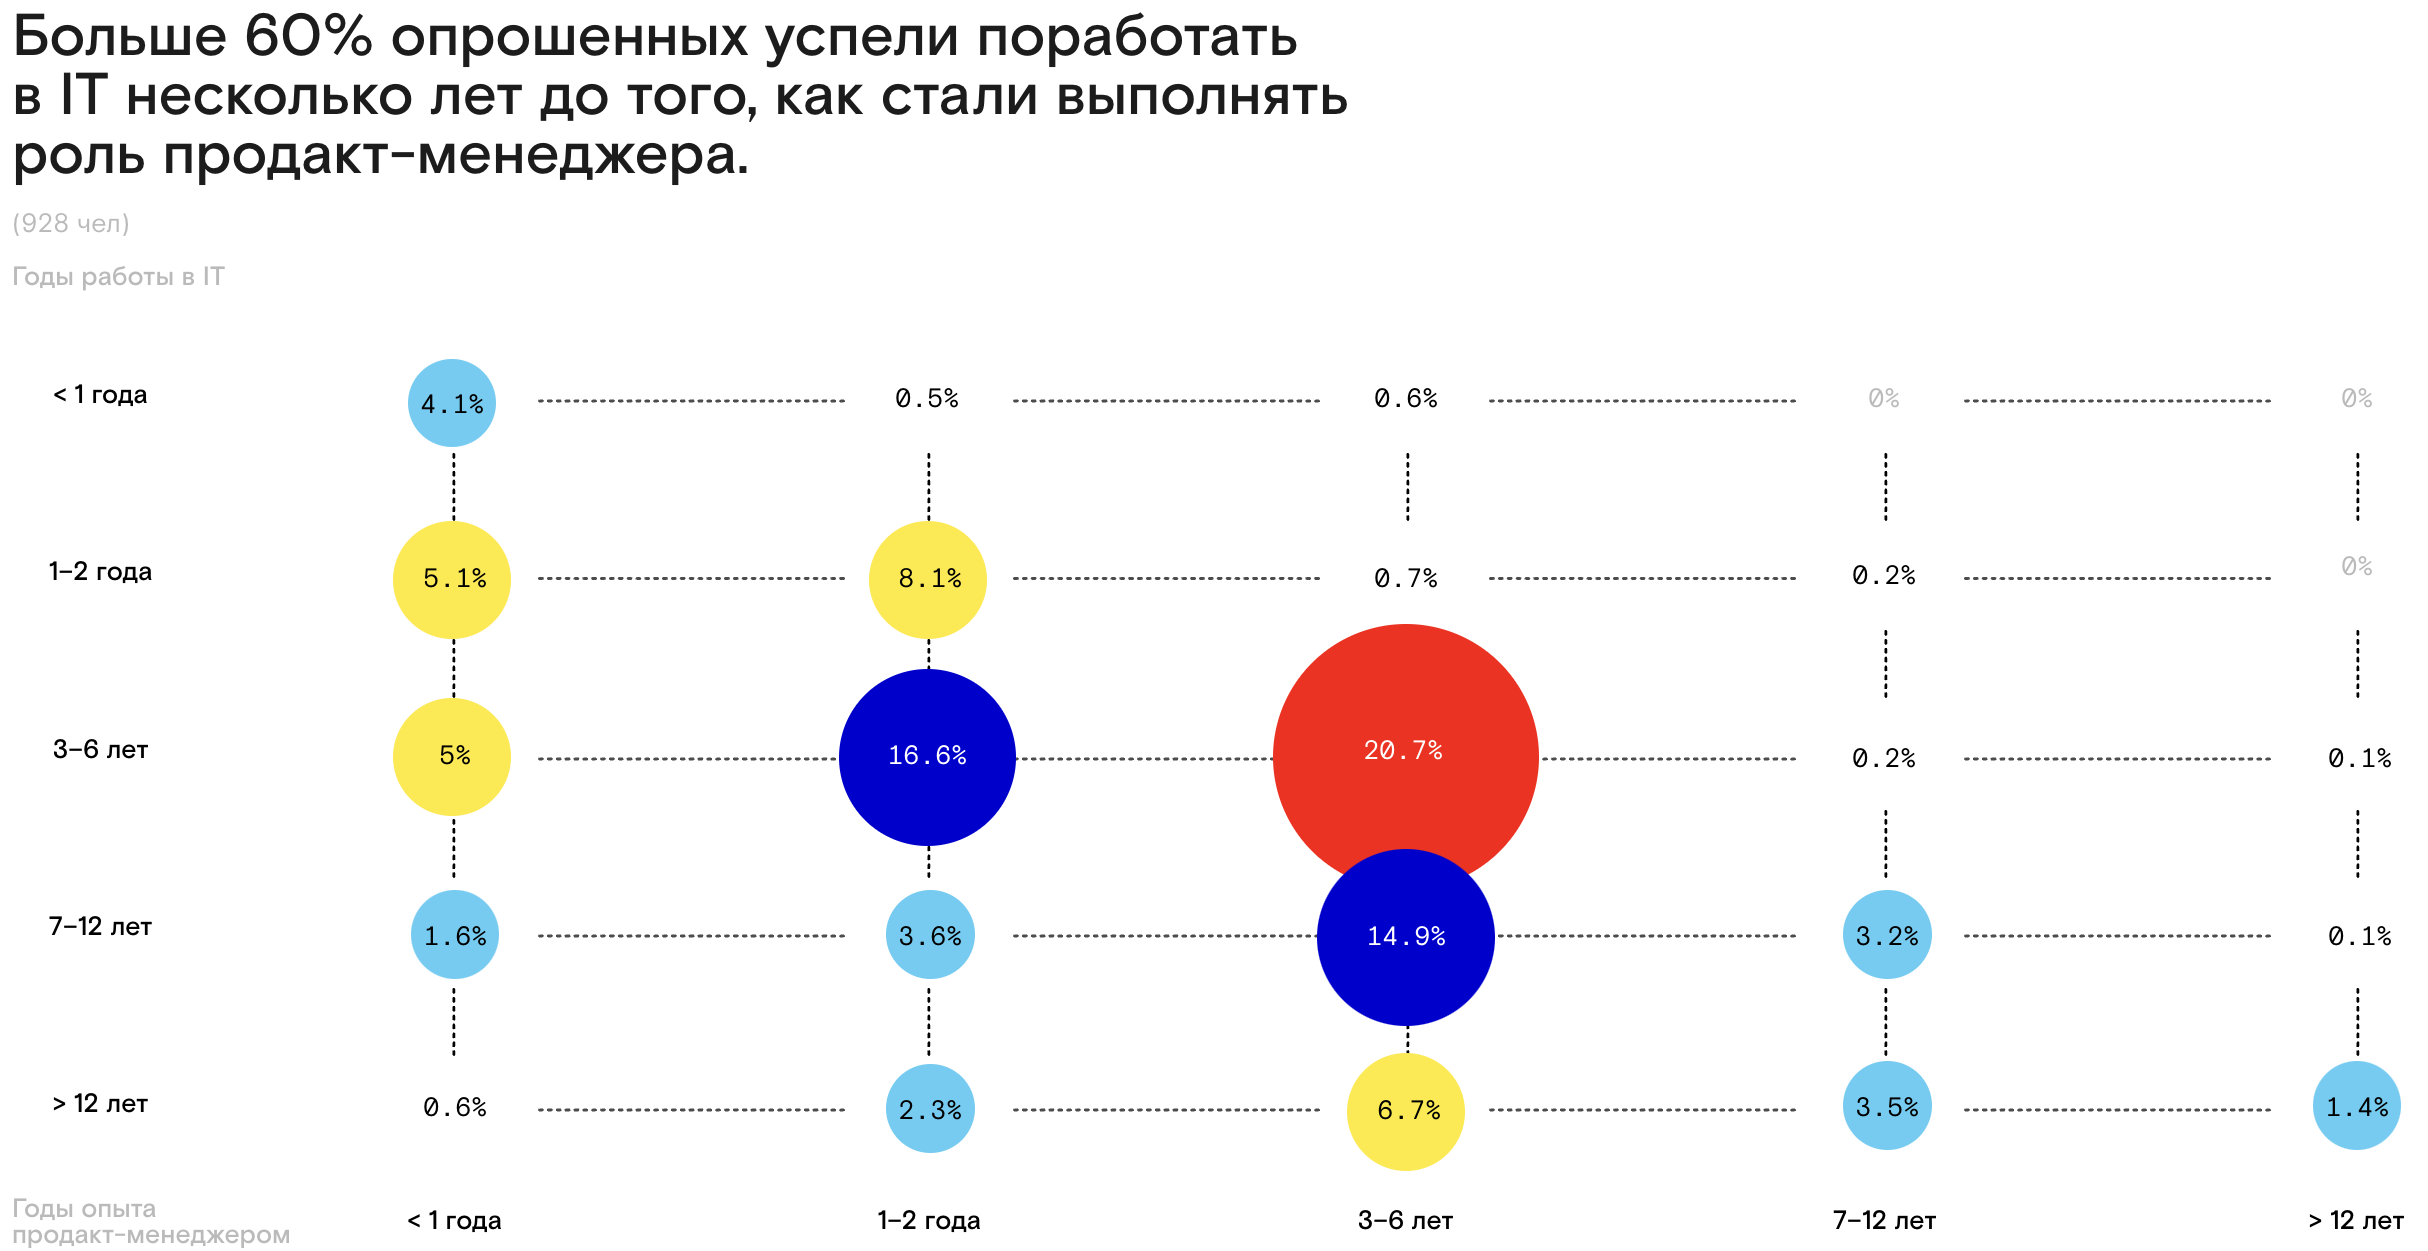 Больше 60% опрошенных успели поработать
в IT несколько лет до того, как стали выполнять
роль продакт-менеджера.
(928 чел)
Годы работы в IT
< 1 года 4.1% 0.5% 0.6% 0% 0%
1–2 года 5.1% 8.1% 0.7% 0.2% 0%
3–6 лет 5% 16.6% 20.7% 0.2% 0.1%
7–12 лет 1.6% 3.6% 14.9% 3.2% 0.1%
> 12 лет 0.6% 2.3% 6.7% 3.5% 1.4%
Годы опыта
продакт-менеджером
< 1 года 1–2 года 3–6 лет 7–12 лет > 12 лет